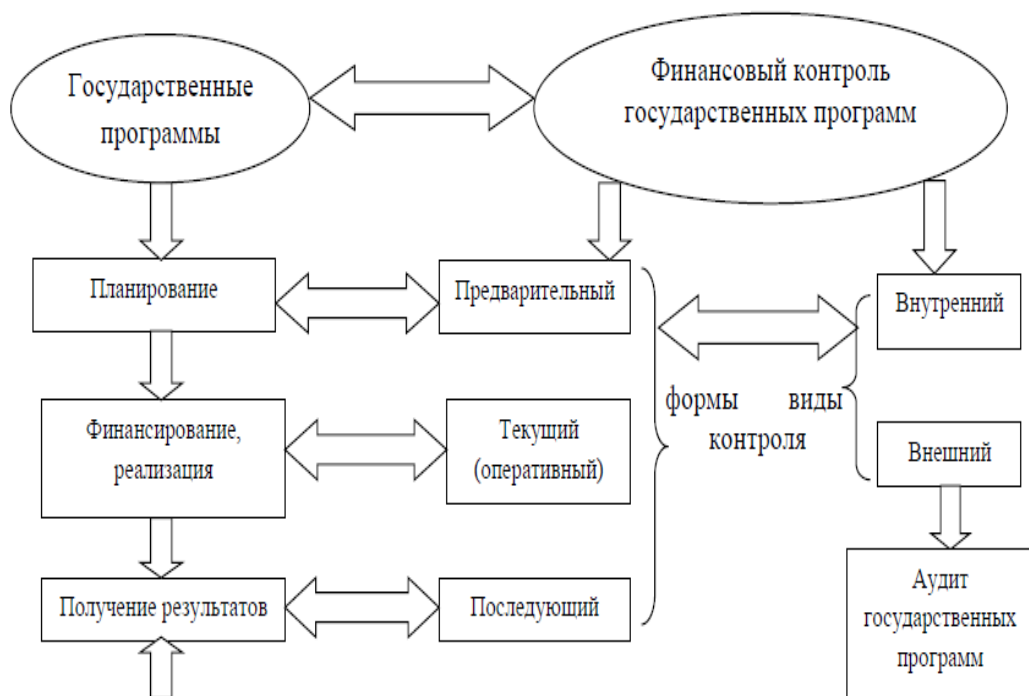 Государственные
программы
Финансовый контроль
государственных программ
Планирование
Предварительный
Внутренний
формы виды
контроля
Финансирование,
реализация
Текущий
(оперативный)
Внешний
Получение результатов
Последующий
Аудит
государственных
программ